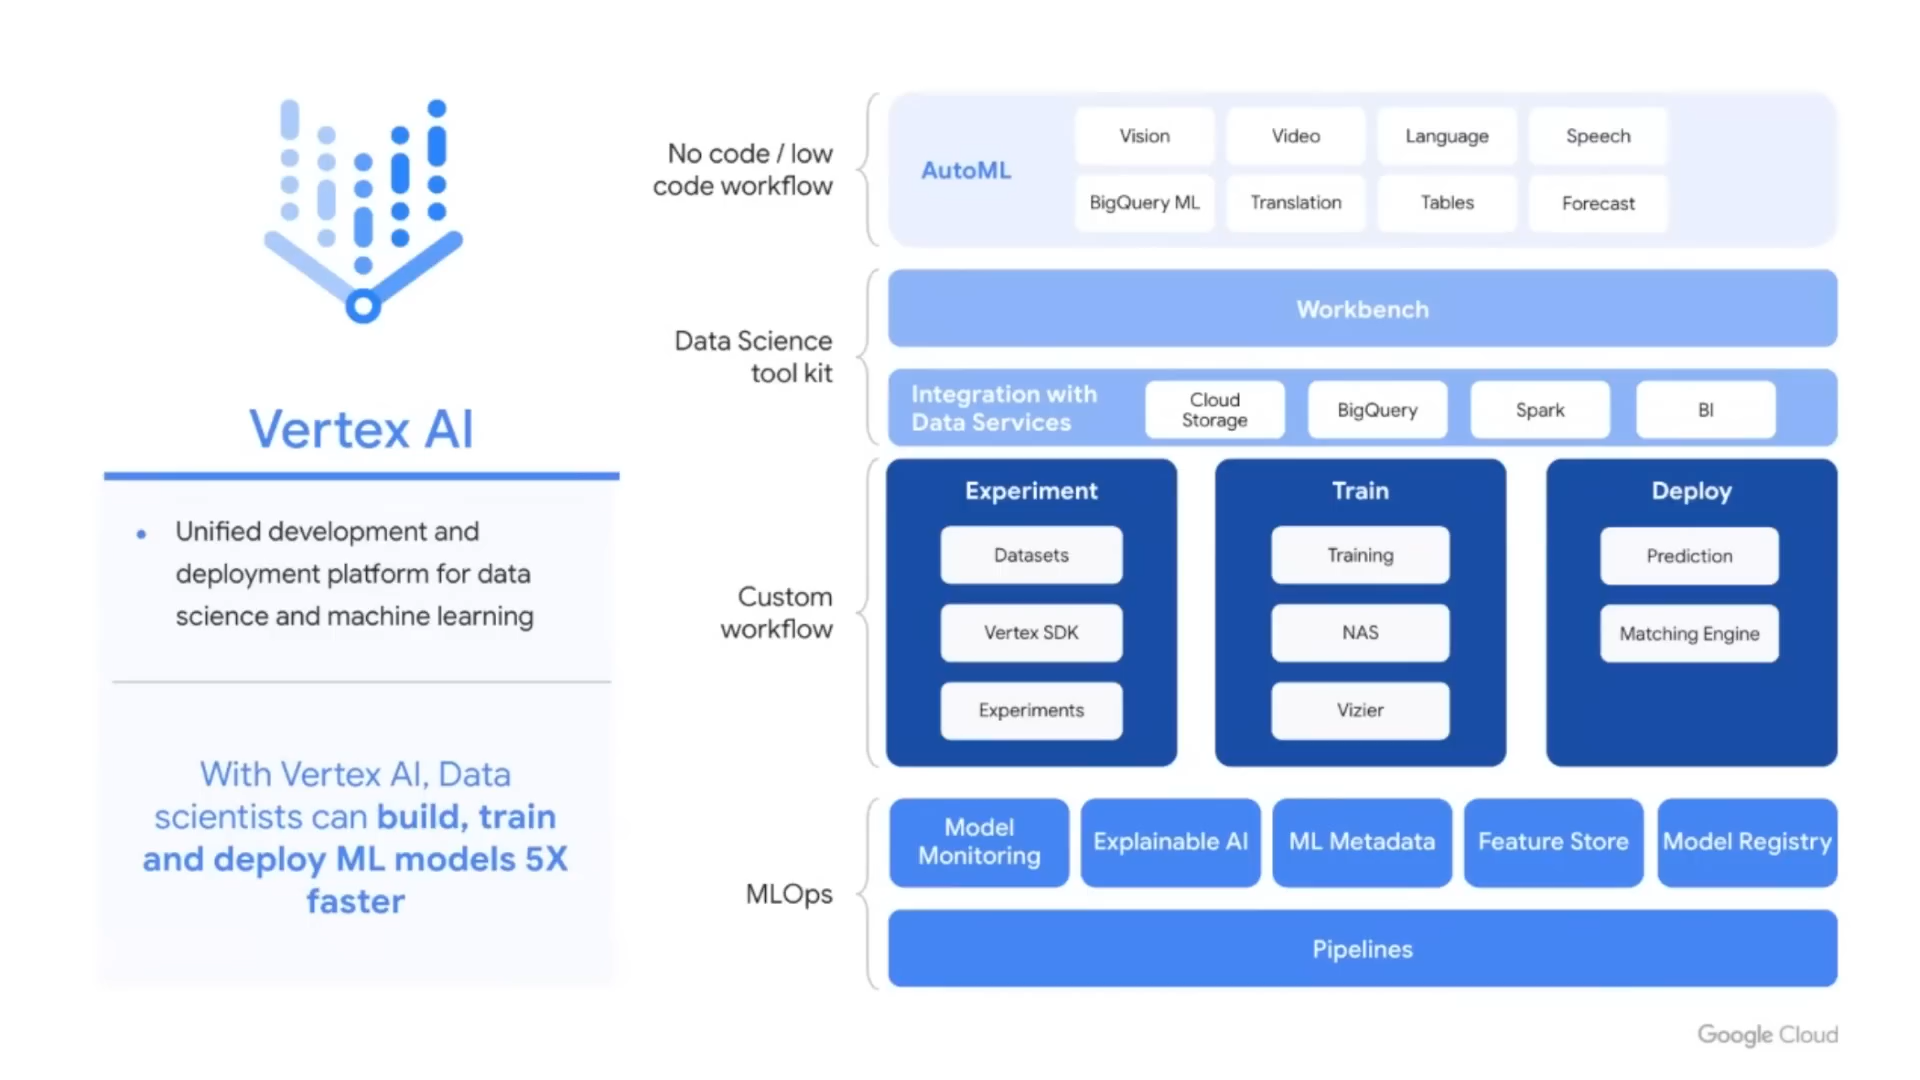 Vertex AI
• Unified development and
deployment platform for data
science and machine learning
With Vertex AI, Data
scientists can build, train
and deploy ML models 5X
faster
No code / low
code workflow
AutoML
Vision
Video
Language
Speech
BigQuery ML
Translation
Tables
Forecast
Data Science
tool kit
Workbench
Integration with
Data Services
Cloud
Storage
BigQuery
Spark
BI
Custom
workflow
Experiment
Datasets
Vertex SDK
Experiments
Train
Training
NAS
Vizier
Deploy
Prediction
Matching Engine
MLOps
Model
Monitoring
Explainable AI
ML Metadata
Feature Store
Model Registry
Pipelines
Google Cloud